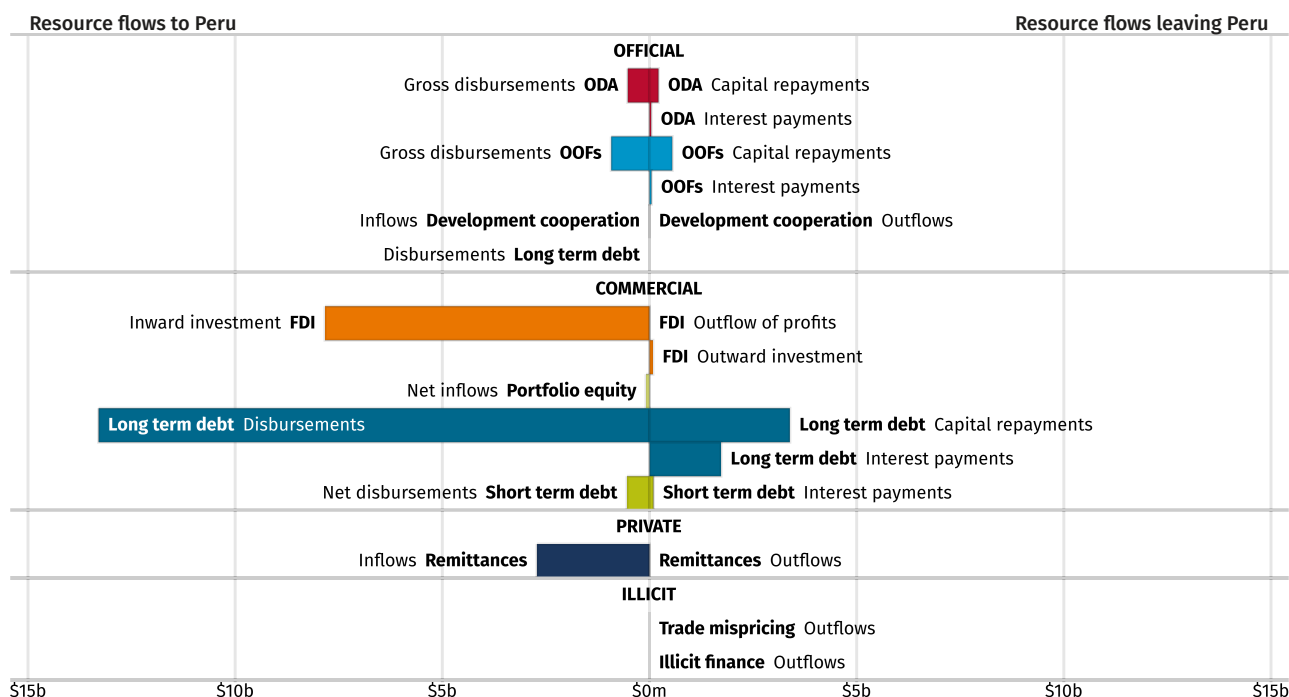 Resource flows to Peru Resource flows leaving Peru
OFFICIAL
Gross disbursements ODA ODA Capital repayments
ODA Interest payments
Gross disbursements OOFs OOFs Capital repayments
OOFs Interest payments
Inflows Development cooperation Development cooperation Outflows
Disbursements Long term debt
COMMERCIAL
Inward investment FDI FDI Outflow of profits
FDI Outward investment
Net inflows Portfolio equity
Long term debt Disbursements Long term debt Capital repayments
Long term debt Interest payments
Net disbursements Short term debt Short term debt Interest payments
PRIVATE
Inflows Remittances Remittances Outflows
ILLICIT
Trade mispricing Outflows
Illicit finance Outflows
$15b $10b $5b $0m $5b $10b $15b